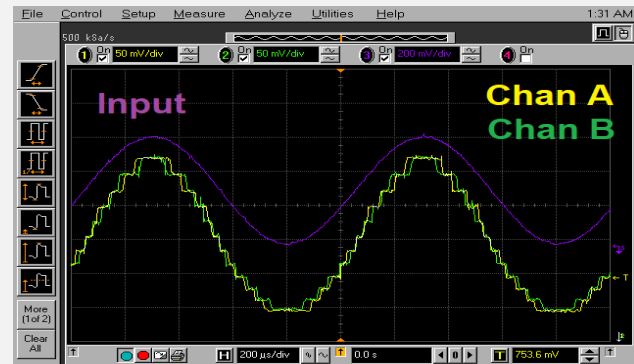 File Control Setup Measure Analyze Utilities Help 1:31 AM
500 kSa/s
1 On 50 mV/div 2 On 50 mV/div 3 On 200 mV/div 4 On
Input
Chan A
Chan B
T
More
(1of 2)
Clear
All
H 200 µs/div 0.0 s 0 T 753.6 mV